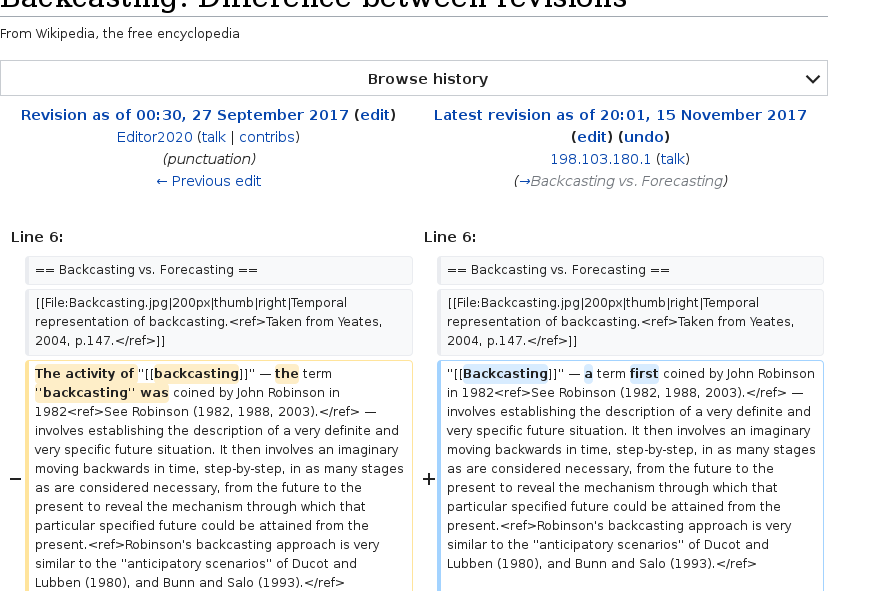 Backcasting: Difference between revisions
From Wikipedia, the free encyclopedia
Browse history
Revision as of 00:30, 27 September 2017 (edit)
Editor2020 (talk | contribs)
(punctuation)
← Previous edit
Latest revision as of 20:01, 15 November 2017
(edit) (undo)
198.103.180.1 (talk)
(→Backcasting vs. Forecasting)
Line 6:
== Backcasting vs. Forecasting ==
[[File:Backcasting.jpg|200px|thumb|right|Temporal
representation of backcasting.<ref>Taken from Yeates,
2004, p.147.</ref>]]
− The activity of "[[backcasting]]" — the term
''backcasting'' was coined by John Robinson in
1982<ref>See Robinson (1982, 1988, 2003).</ref> —
involves establishing the description of a very definite and
very specific future situation. It then involves an imaginary
moving backwards in time, step-by-step, in as many stages
as are considered necessary, from the future to the
present to reveal the mechanism through which that
particular specified future could be attained from the
present.<ref>Robinson's backcasting approach is very
similar to the "anticipatory scenarios" of Ducot and
Lubben (1980), and Bunn and Salo (1993).</ref>
Line 6:
== Backcasting vs. Forecasting ==
[[File:Backcasting.jpg|200px|thumb|right|Temporal
representation of backcasting.<ref>Taken from Yeates,
2004, p.147.</ref>]]
+ "[[Backcasting]]" — a term first coined by John Robinson
in 1982<ref>See Robinson (1982, 1988, 2003).</ref> —
involves establishing the description of a very definite and
very specific future situation. It then involves an imaginary
moving backwards in time, step-by-step, in as many stages
as are considered necessary, from the future to the
present to reveal the mechanism through which that
particular specified future could be attained from the
present.<ref>Robinson's backcasting approach is very
similar to the "anticipatory scenarios" of Ducot and
Lubben (1980), and Bunn and Salo (1993).</ref>